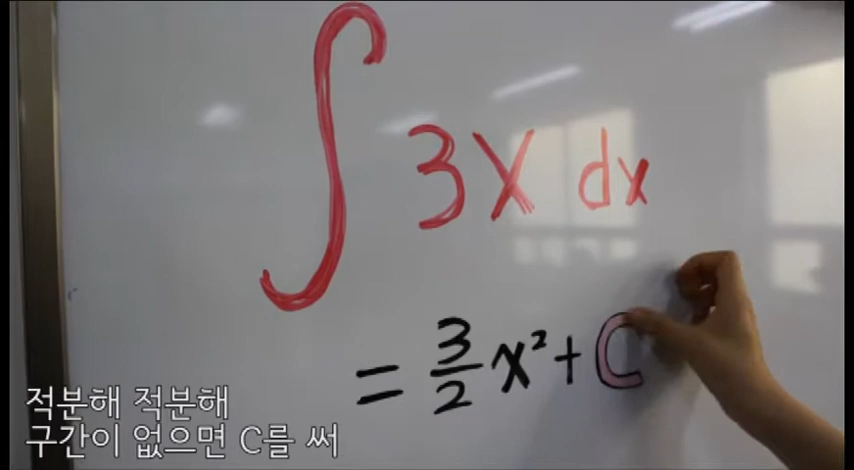 ∫ 3x dx
= 3/2 x² + C
적분해 적분해
구간이 없으면 C를 써